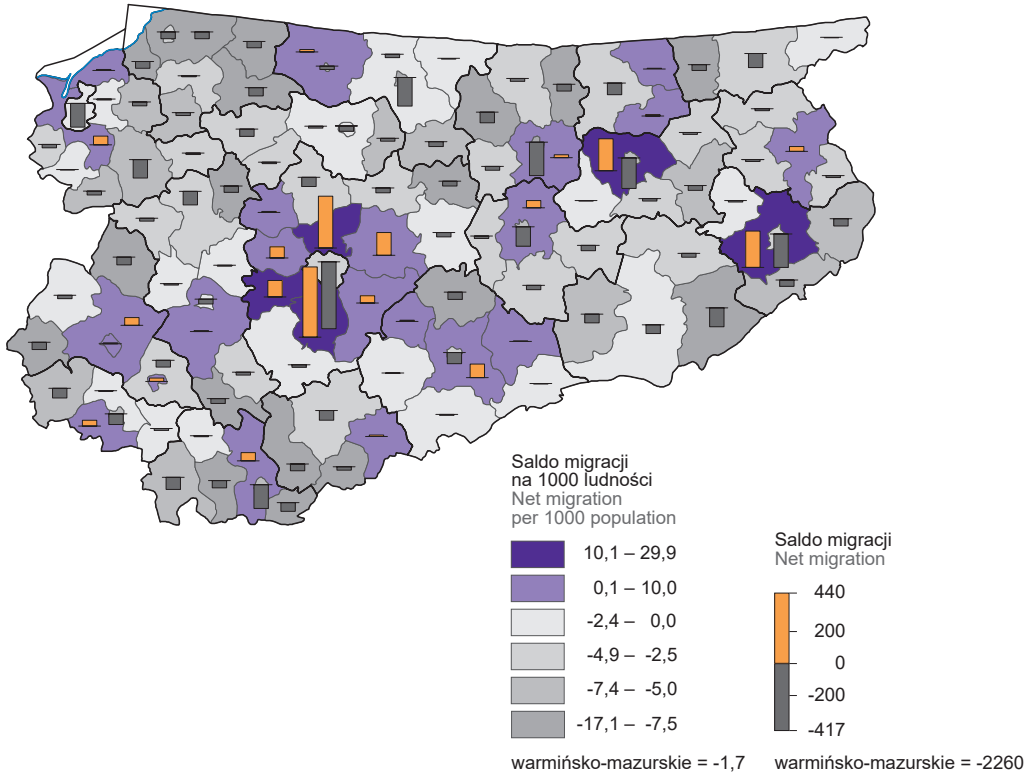 Saldo migracji
na 1000 ludności
Net migration
per 1000 population
10,1 – 29,9
0,1 – 10,0
-2,4 – 0,0
-4,9 – -2,5
-7,4 – -5,0
-17,1 – -7,5
warmińsko-mazurskie = -1,7
Saldo migracji
Net migration
440
200
0
-200
-417
warmińsko-mazurskie = -2260